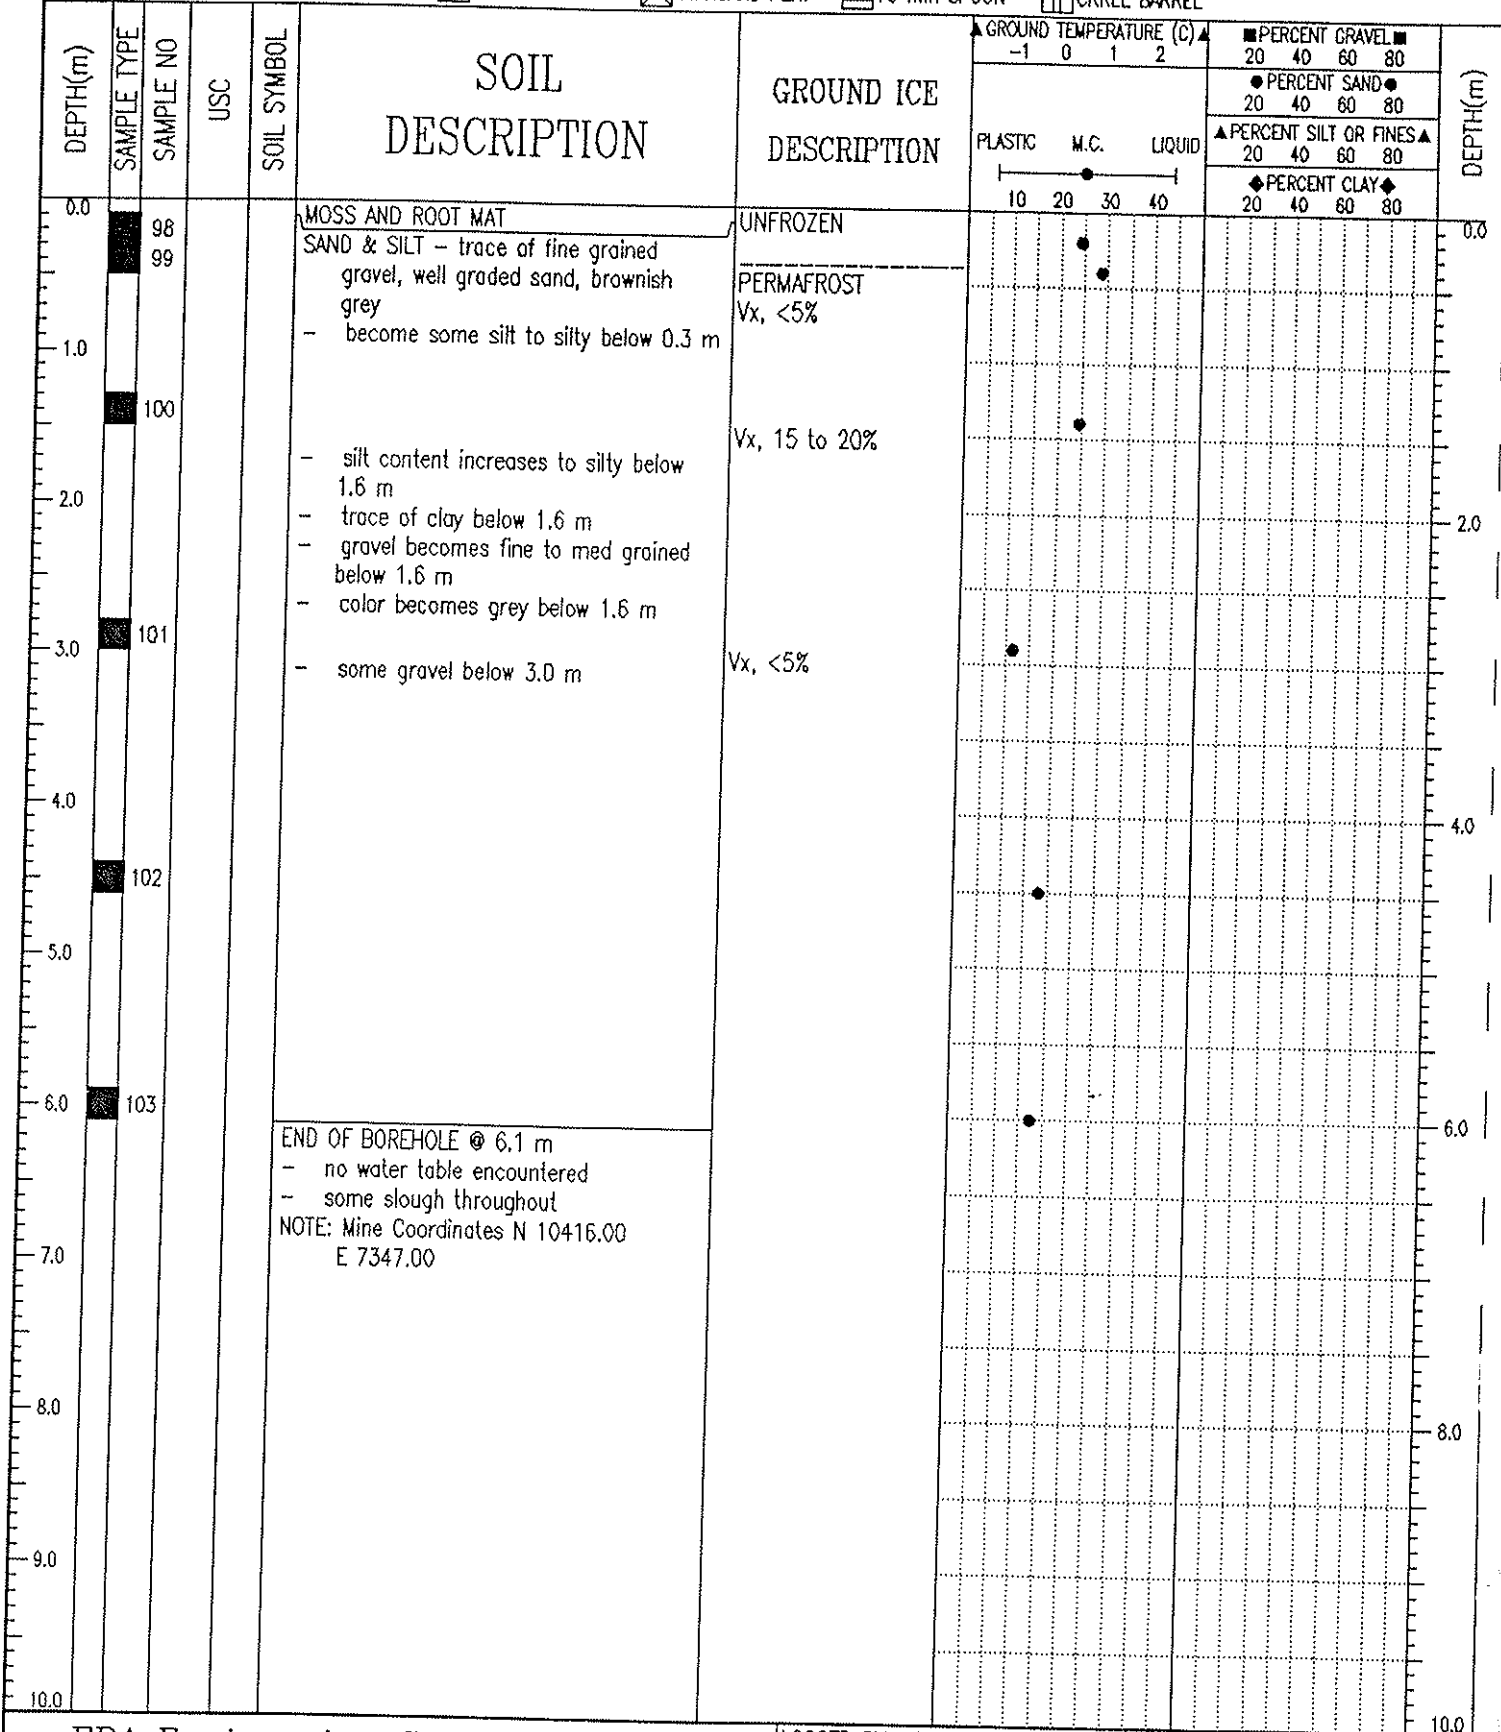 CRREL BARREL
DEPTH(m)
SAMPLE TYPE
SAMPLE NO
USC
SOIL SYMBOL
SOIL
DESCRIPTION
GROUND ICE
DESCRIPTION
▲GROUND TEMPERATURE (C)▲
-1 0 1 2
PLASTIC M.C. LIQUID
10 20 30 40
■PERCENT GRAVEL■
20 40 60 80
●PERCENT SAND●
20 40 60 80
▲PERCENT SILT OR FINES▲
20 40 60 80
◆PERCENT CLAY◆
20 40 60 80
DEPTH(m)
0.0
98
99
MOSS AND ROOT MAT
SAND & SILT – trace of fine grained
gravel, well graded sand, brownish
grey
– become some silt to silty below 0.3 m
UNFROZEN
PERMAFROST
Vx, <5%
0.0
1.0
100
Vx, 15 to 20%
– silt content increases to silty below
1.6 m
2.0
– trace of clay below 1.6 m
– gravel becomes fine to med grained
below 1.6 m
– color becomes grey below 1.6 m
2.0
101
3.0
– some gravel below 3.0 m
Vx, <5%
4.0
4.0
102
5.0
6.0
103
6.0
END OF BOREHOLE @ 6.1 m
– no water table encountered
– some slough throughout
NOTE: Mine Coordinates N 10416.00
E 7347.00
7.0
8.0
8.0
9.0
10.0
10.0